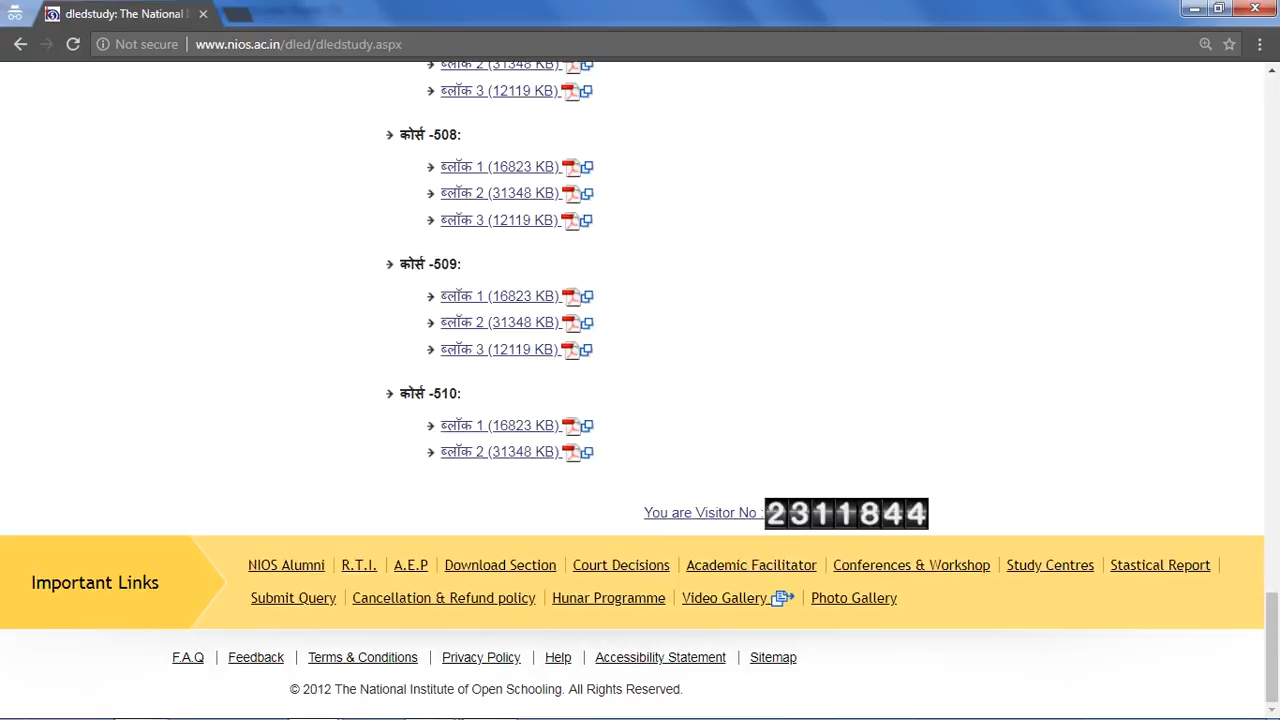 dledstudy: The National I
Not secure | www.nios.ac.in/dled/dledstudy.aspx
ब्लॉक 2 (31348 KB)
ब्लॉक 3 (12119 KB)
कोर्स -508:
ब्लॉक 1 (16823 KB)
ब्लॉक 2 (31348 KB)
ब्लॉक 3 (12119 KB)
कोर्स -509:
ब्लॉक 1 (16823 KB)
ब्लॉक 2 (31348 KB)
ब्लॉक 3 (12119 KB)
कोर्स -510:
ब्लॉक 1 (16823 KB)
ब्लॉक 2 (31348 KB)
You are Visitor No : 2311844
Important Links
NIOS Alumni | R.T.I. | A.E.P | Download Section | Court Decisions | Academic Facilitator | Conferences & Workshop | Study Centres | Stastical Report |
Submit Query | Cancellation & Refund policy | Hunar Programme | Video Gallery | Photo Gallery
F.A.Q | Feedback | Terms & Conditions | Privacy Policy | Help | Accessibility Statement | Sitemap
© 2012 The National Institute of Open Schooling. All Rights Reserved.